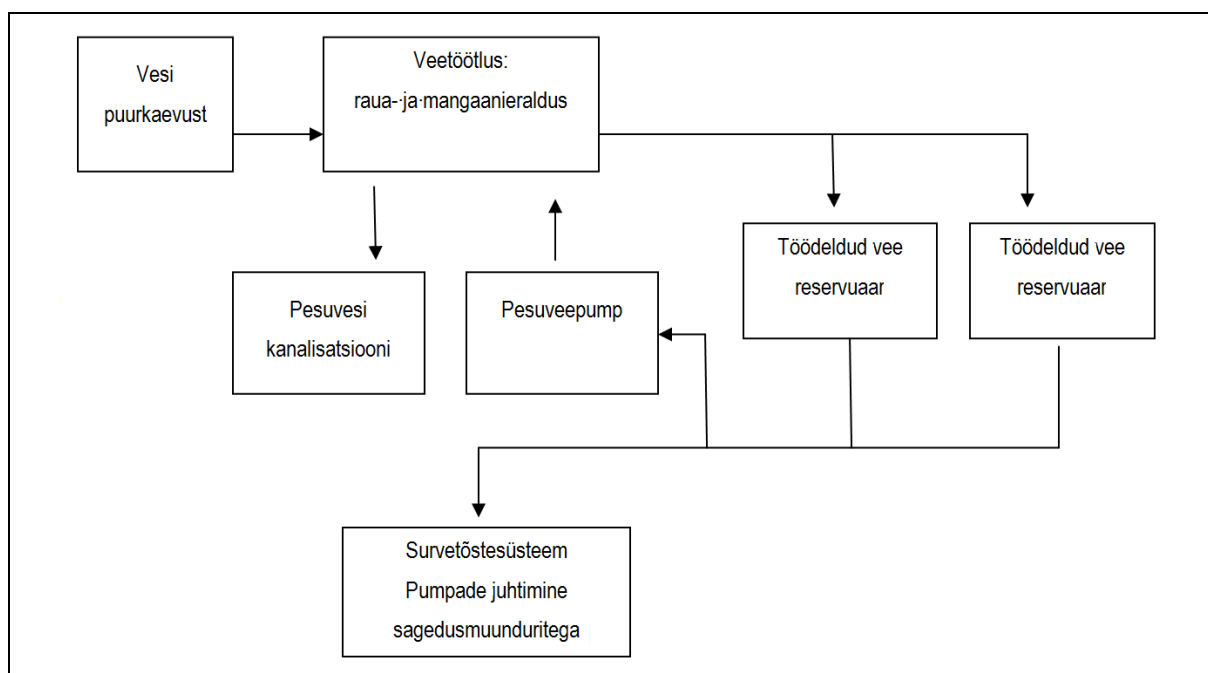 Vesi
puurkaevust
Veetöötlus:
raua-·ja·mangaanieraldus
Töödeldud vee
reservuaar
Töödeldud vee
reservuaar
Pesuvesi
kanalisatsiooni
Pesuveepump
Survetõstesüsteem
Pumpade juhtimine
sagedusmuunduritega